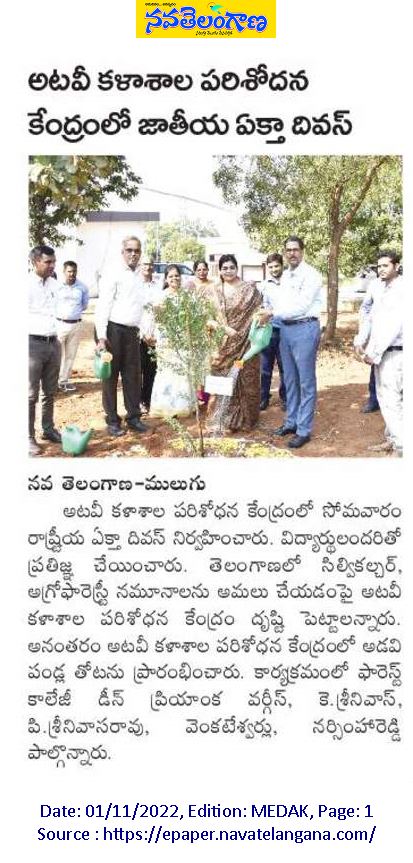 నవతెలంగాణ
అటవీ కళాశాల పరిశోదన
కేంద్రంలో జాతీయ ఏక్తా దివస్
నవ తెలంగాణ-ములుగు
అటవీ కళాశాల పరిశోధన కేంద్రంలో సోమవారం
రాష్ట్రీయ ఏక్తా దివస్ నిర్వహించారు. విద్యార్థులందరితో
ప్రతిజ్ఞ చేయించారు. తెలంగాణలో సిల్వికల్చర్,
అగ్రోఫారెస్ట్రీ నమూనాలను అమలు చేయడంపై అటవీ
కళాశాల పరిశోధన కేంద్రం దృష్టి పెట్టాలన్నారు.
అనంతరం అటవీ కళాశాల పరిశోధన కేంద్రంలో అడవి
పండ్ల తోటను ప్రారంభించారు. కార్యక్రమంలో ఫారెస్ట్
కాలేజీ డీన్ ప్రియాంక వర్గీస్, కె.శ్రీనివాస్,
పి.శ్రీనివాసరావు, వెంకటేశ్వర్లు, నర్సింహారెడ్డి
పాల్గొన్నారు.
Date: 01/11/2022, Edition: MEDAK, Page: 1
Source : https://epaper.navatelangana.com/